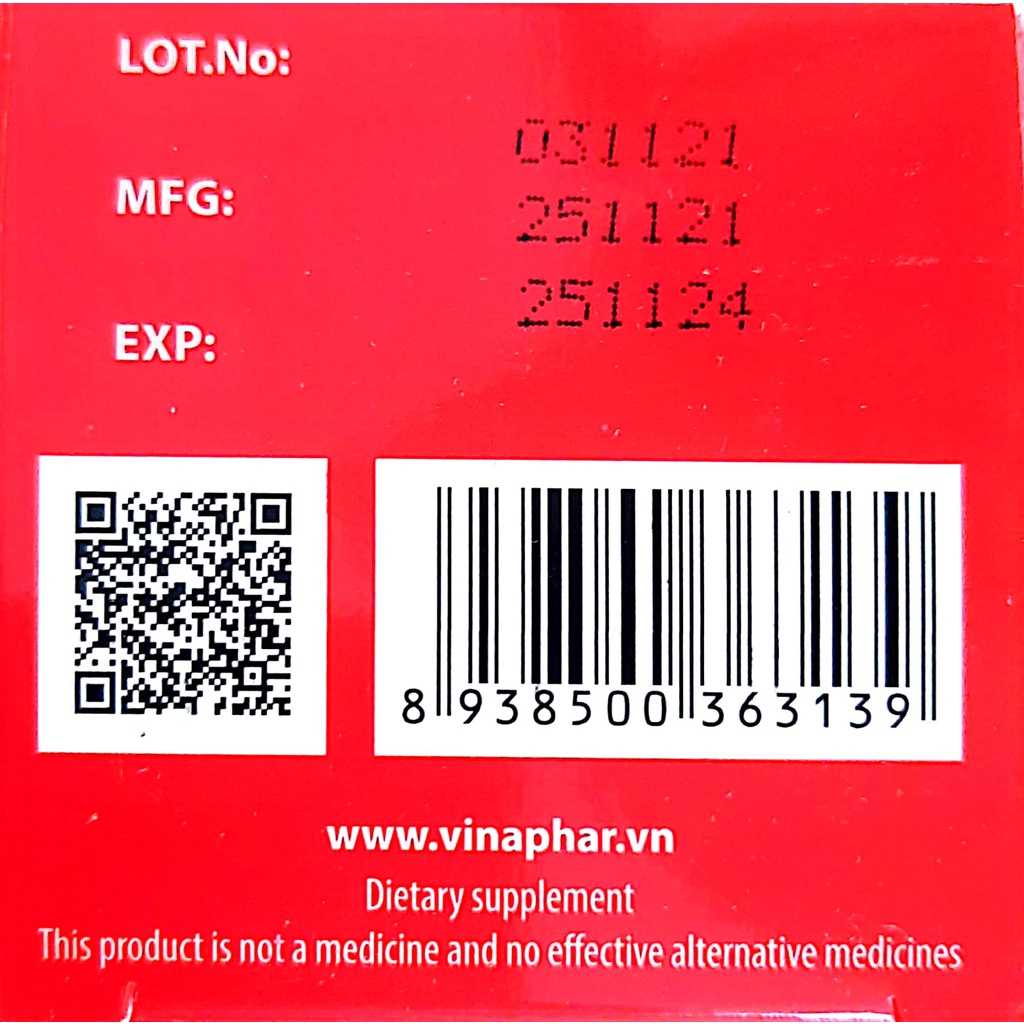 LOT.No:
031121
MFG:
251121
251124
EXP:
8 938500 363139
www.vinaphar.vn
Dietary supplement
This product is not a medicine and no effective alternative medicines